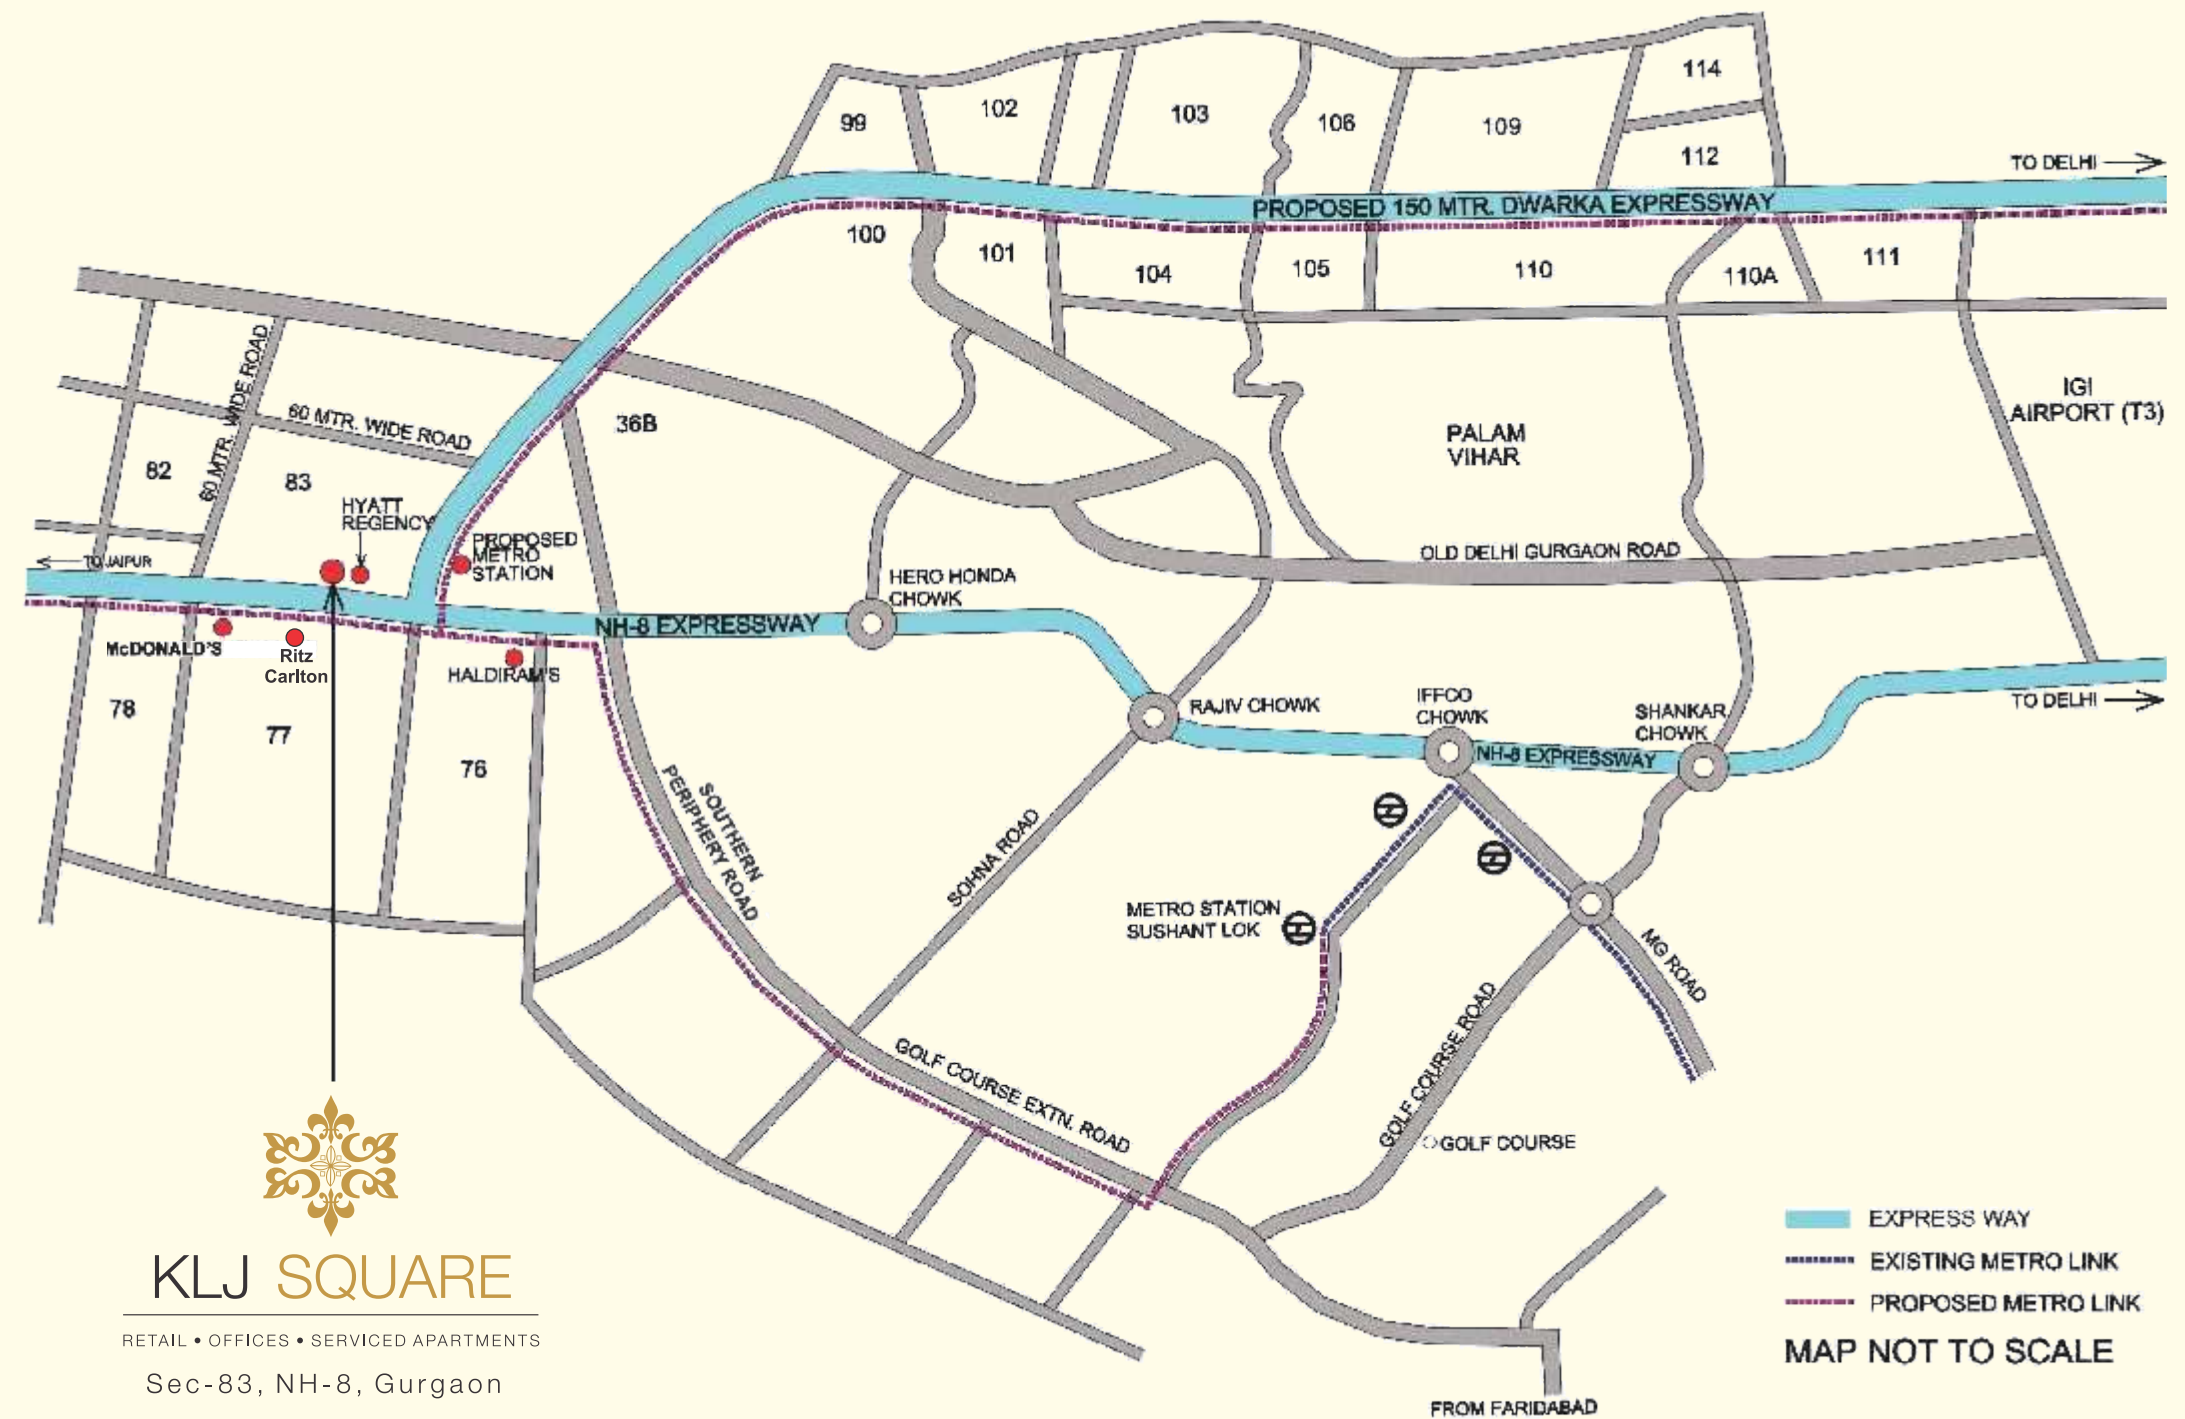 114
102
103
99
106
109
112
TO DELHI
PROPOSED 150 MTR. DWARKA EXPRESSWAY
100
101
104
105
110
110A
111
60 MTR. WIDE ROAD
60 MTR. WIDE ROAD
36B
IGI
AIRPORT (T3)
PALAM
VIHAR
82
83
HYATT
REGENCY
PROPOSED
METRO
STATION
TO JAIPUR
OLD DELHI GURGAON ROAD
HERO HONDA
CHOWK
NH-8 EXPRESSWAY
McDONALD'S
Ritz
Carlton
HALDIRAM'S
78
77
76
RAJIV CHOWK
IFFCO
CHOWK
SHANKAR
CHOWK
TO DELHI
NH-8 EXPRESSWAY
SOUTHERN
PERIPHERY ROAD
SOHNA ROAD
METRO STATION
SUSHANT LOK
MG ROAD
GOLF COURSE ROAD
GOLF COURSE EXTN. ROAD
GOLF COURSE
KLJ SQUARE
RETAIL • OFFICES • SERVICED APARTMENTS
Sec-83, NH-8, Gurgaon
EXPRESS WAY
EXISTING METRO LINK
PROPOSED METRO LINK
MAP NOT TO SCALE
FROM FARIDABAD